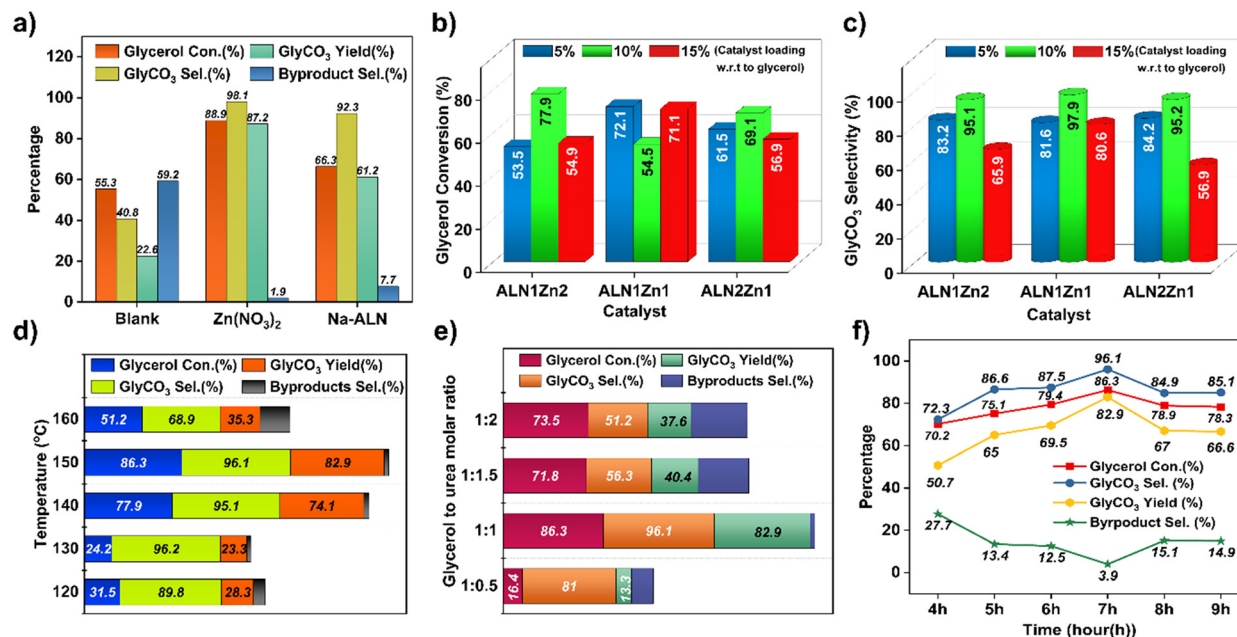 a)
Glycerol Con.(%) GlyCO₃ Yield(%)
GlyCO₃ Sel.(%) Byproduct Sel.(%)
Percentage
120
100
80
60
40
20
0
55.3 40.8 22.6 59.2
88.9 98.1 87.2 1.9
66.3 92.3 61.2 7.7
Blank Zn(NO₃)₂ Na-ALN
b)
5% 10% 15% (Catalyst loading
w.r.t to glycerol)
Glycerol Conversion (%)
80
60
40
20
0
53.5 77.9 54.9
72.1 54.5 71.1
61.5 69.1 56.9
ALN1Zn2 ALN1Zn1 ALN2Zn1
Catalyst
c)
5% 10% 15% (Catalyst loading
w.r.t to glycerol)
GlyCO₃ Selectivity (%)
100
80
60
40
20
0
83.2 95.1 65.9
81.6 97.9 80.6
84.2 95.2 56.9
ALN1Zn2 ALN1Zn1 ALN2Zn1
Catalyst
d)
Glycerol Con.(%) GlyCO₃ Yield(%)
GlyCO₃ Sel.(%) Byproducts Sel.(%)
Temperature (°C)
160 51.2 68.9 35.3
150 86.3 96.1 82.9
140 77.9 95.1 74.1
130 24.2 96.2 23.3
120 31.5 89.8 28.3
e)
Glycerol Con.(%) GlyCO₃ Yield(%)
GlyCO₃ Sel.(%) Byproducts Sel.(%)
Glycerol to urea molar ratio
1:2 73.5 51.2 37.6
1:1.5 71.8 56.3 40.4
1:1 86.3 96.1 82.9
1:0.5 16.4 81 13.3
f)
Percentage
100
80
60
40
20
0
72.3 86.6 87.5 96.1 84.9 85.1
70.2 75.1 79.4 86.3 78.9 78.3
50.7 65 69.5 82.9 67 66.6
27.7 13.4 12.5 3.9 15.1 14.9
Glycerol Con.(%)
GlyCO₃ Sel. (%)
GlyCO₃ Yield (%)
Byrpoduct Sel. (%)
4h 5h 6h 7h 8h 9h
Time (hour(h))